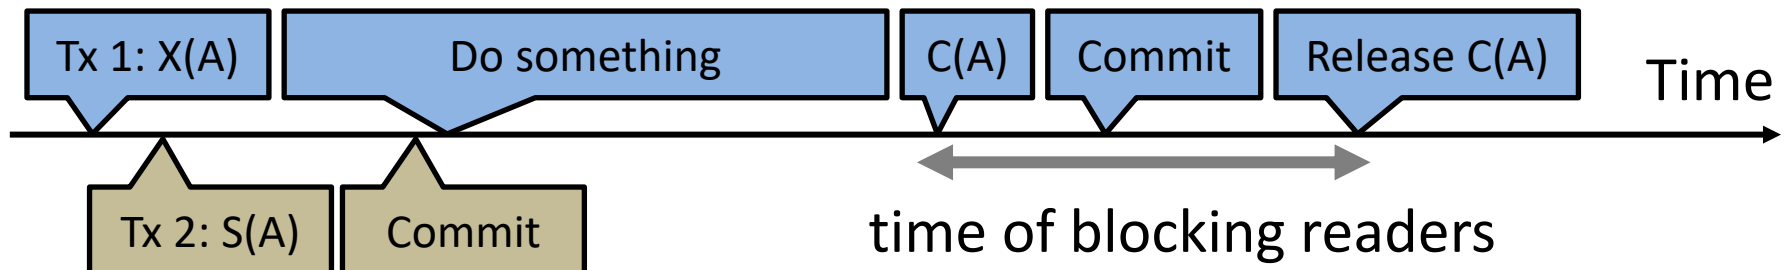 Tx 1: X(A)
Do something
C(A)
Commit
Release C(A)
Time
Tx 2: S(A)
Commit
time of blocking readers